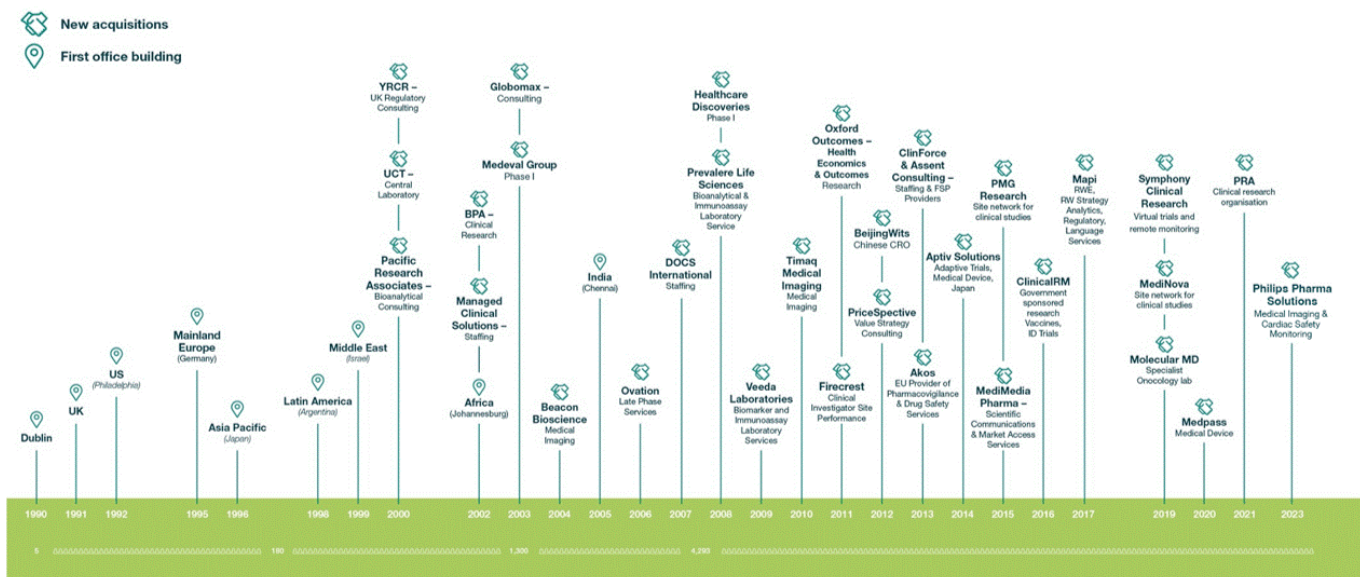 New acquisitions
First office building
Dublin
UK
US
(Philadelphia)
Mainland
Europe
(Germany)
Asia Pacific
(Japan)
Latin America
(Argentina)
Middle East
(Israel)
YRCR –
UK Regulatory
Consulting
UCT –
Central
Laboratory
Pacific
Research
Associates –
Bioanalytical
Consulting
BPA –
Clinical
Research
Managed
Clinical
Solutions –
Staffing
Africa
(Johannesburg)
Globomax –
Consulting
Medeval Group
Phase I
Beacon
Bioscience
Medical
Imaging
India
(Chennai)
Ovation
Late Phase
Services
DOCS
International
Staffing
Healthcare
Discoveries
Phase I
Prevalere Life
Sciences
Bioanalytical &
Immunoassay
Laboratory
Service
Veeda
Laboratories
Biomarker and
Immunoassay
Laboratory
Services
Timaq
Medical
Imaging
Medical
Imaging
Oxford
Outcomes –
Health
Economics
& Outcomes
Research
Firecrest
Clinical
Investigator Site
Performance
BeijingWits
Chinese CRO
PriceSpective
Value Strategy
Consulting
ClinForce
& Assent
Consulting –
Staffing & FSP
Providers
Akos
EU Provider of
Pharmacovigilance
& Drug Safety
Services
Aptiv Solutions
Adaptive Trials,
Medical Device,
Japan
PMG
Research
Site network for
clinical studies
MediMedia
Pharma –
Scientific
Communications
& Market Access
Services
ClinicalRM
Government
sponsored
research
Vaccines,
ID Trials
Mapi
RWE,
RW Strategy
Analytics,
Regulatory,
Language
Services
Symphony
Clinical
Research
Virtual trials and
remote monitoring
MediNova
Site network for
clinical studies
Molecular MD
Specialist
Onocology lab
Medpass
Medical Device
PRA
Clinical research
organisation
Philips Pharma
Solutions
Medical Imaging &
Cardiac Safety
Monitoring
1990 1991 1992 1995 1996 1998 1999 2000 2002 2003 2004 2005 2006 2007 2008 2009 2010 2011 2012 2013 2014 2015 2016 2017 2019 2020 2021 2023
5 190 1,300 4,293